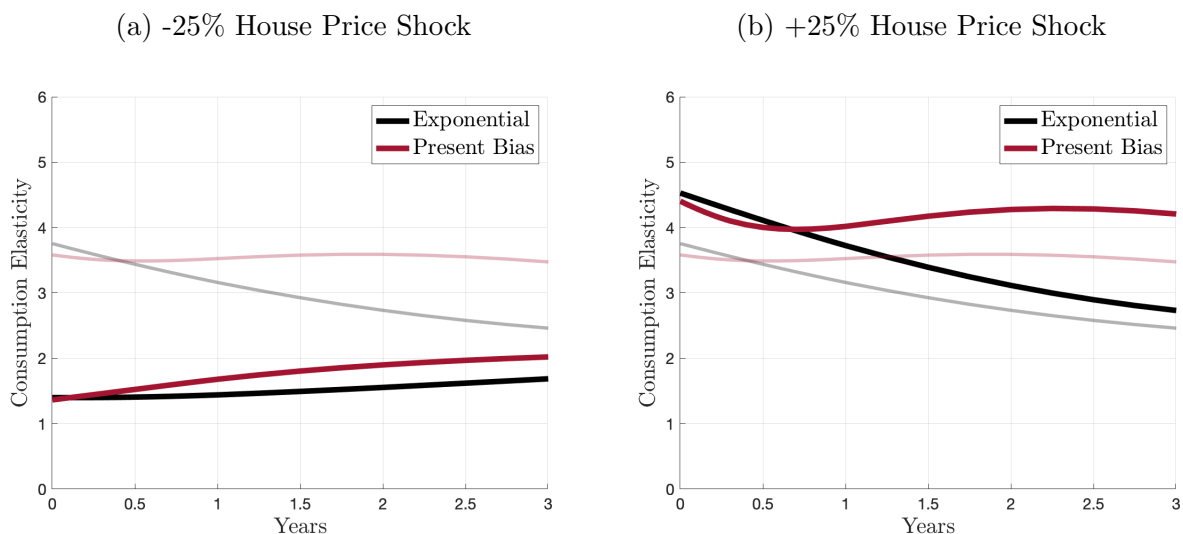 (a) -25% House Price Shock
Consumption Elasticity
6
5
4
3
2
1
0
Exponential
Present Bias
0
0.5
1
1.5
2
2.5
3
Years
(b) +25% House Price Shock
Consumption Elasticity
6
5
4
3
2
1
0
Exponential
Present Bias
0
0.5
1
1.5
2
2.5
3
Years